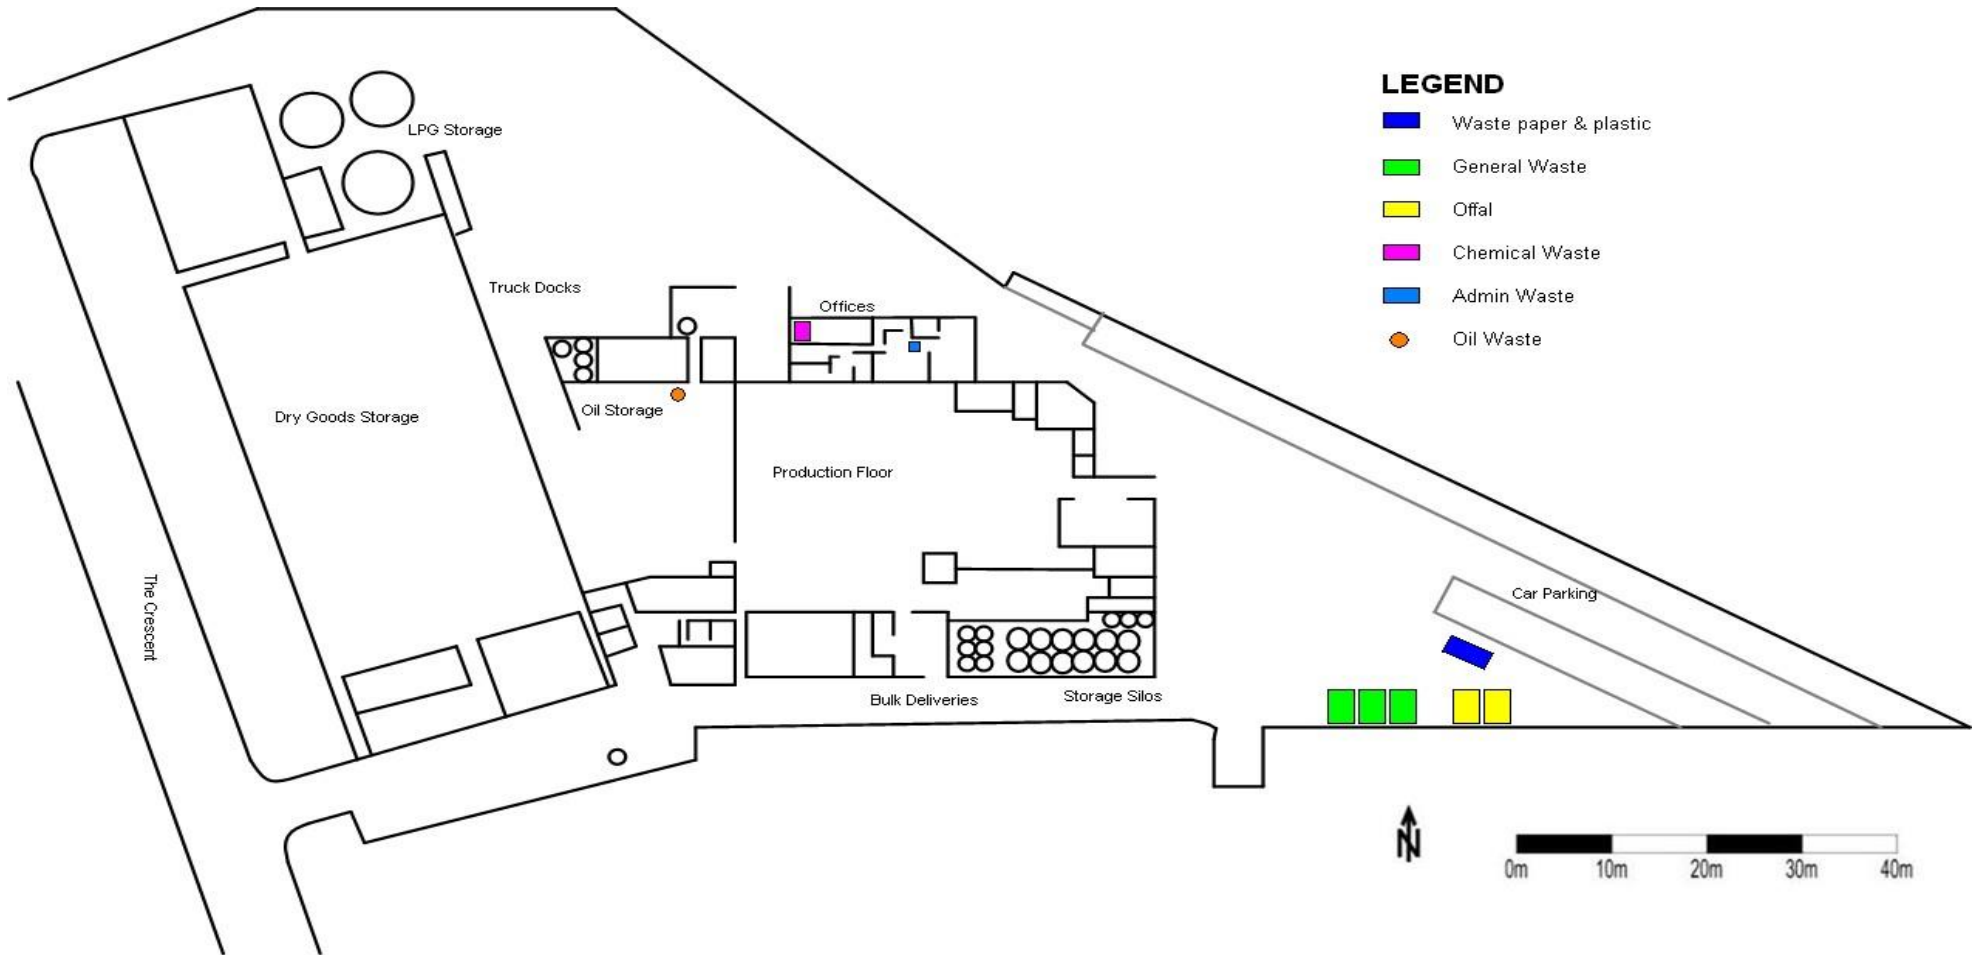 LEGEND
Waste paper & plastic
General Waste
Offal
Chemical Waste
Admin Waste
Oil Waste
LPG Storage
Truck Docks
Offices
Dry Goods Storage
Oil Storage
Production Floor
The Crescent
Car Parking
Bulk Deliveries
Storage Silos
N
0m 10m 20m 30m 40m